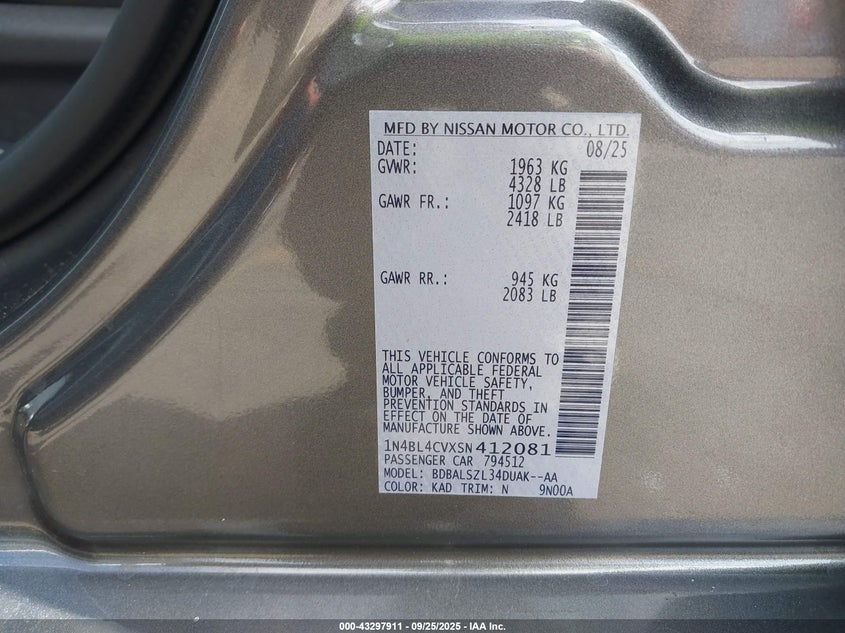 MFD BY NISSAN MOTOR CO., LTD.
DATE: 08/25
GVWR: 1963 KG
4328 LB
GAWR FR.: 1097 KG
2418 LB
GAWR RR.: 945 KG
2083 LB
THIS VEHICLE CONFORMS TO
ALL APPLICABLE FEDERAL
MOTOR VEHICLE SAFETY,
BUMPER, AND THEFT
PREVENTION STANDARDS IN
EFFECT ON THE DATE OF
MANUFACTURE SHOWN ABOVE.
1N4BL4CVXSN412081
PASSENGER CAR 794512
MODEL: BDBALSZL34DUAK--AA
COLOR: KAD TRIM: N 9N00A
000-43297911 - 09/25/2025 - IAA Inc.